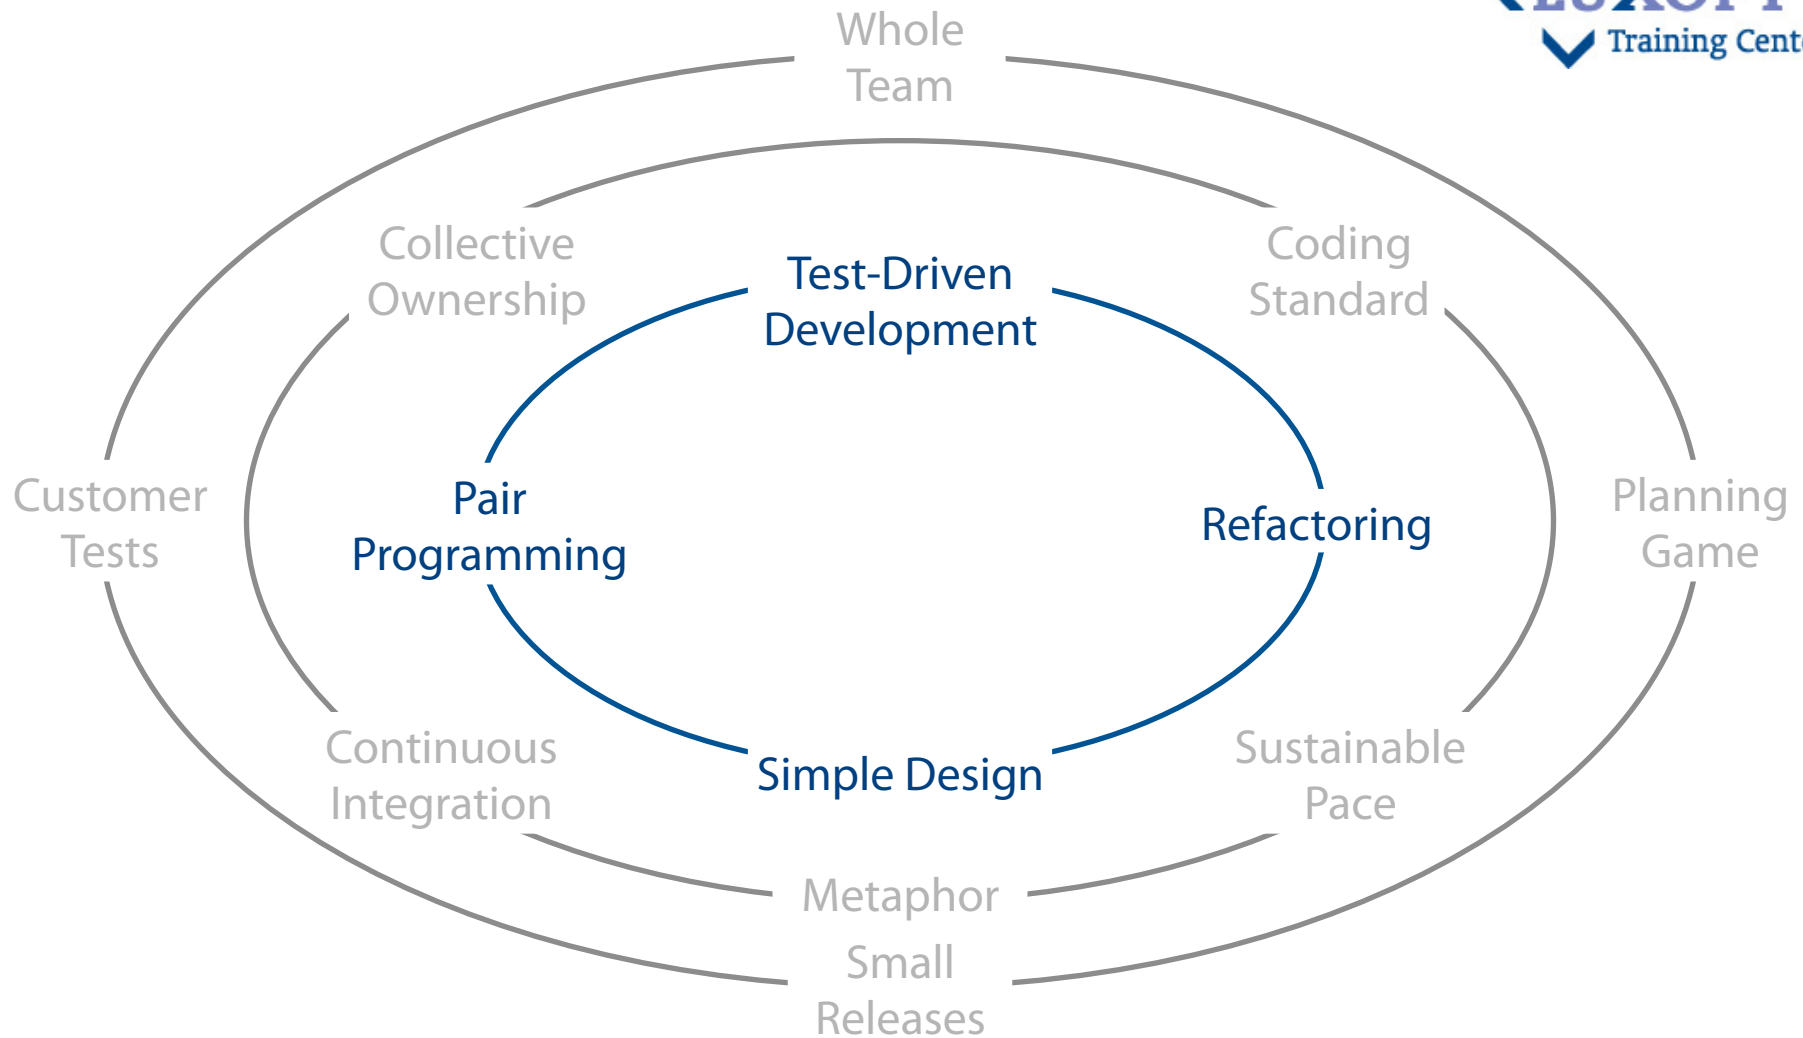 Training
Whole
Team
Collective
Ownership
Coding
Standard
Test-Driven
Development
Customer
Tests
Pair
Programming
Refactoring
Planning
Game
Continuous
Integration
Simple Design
Sustainable
Pace
Metaphor
Small
Releases